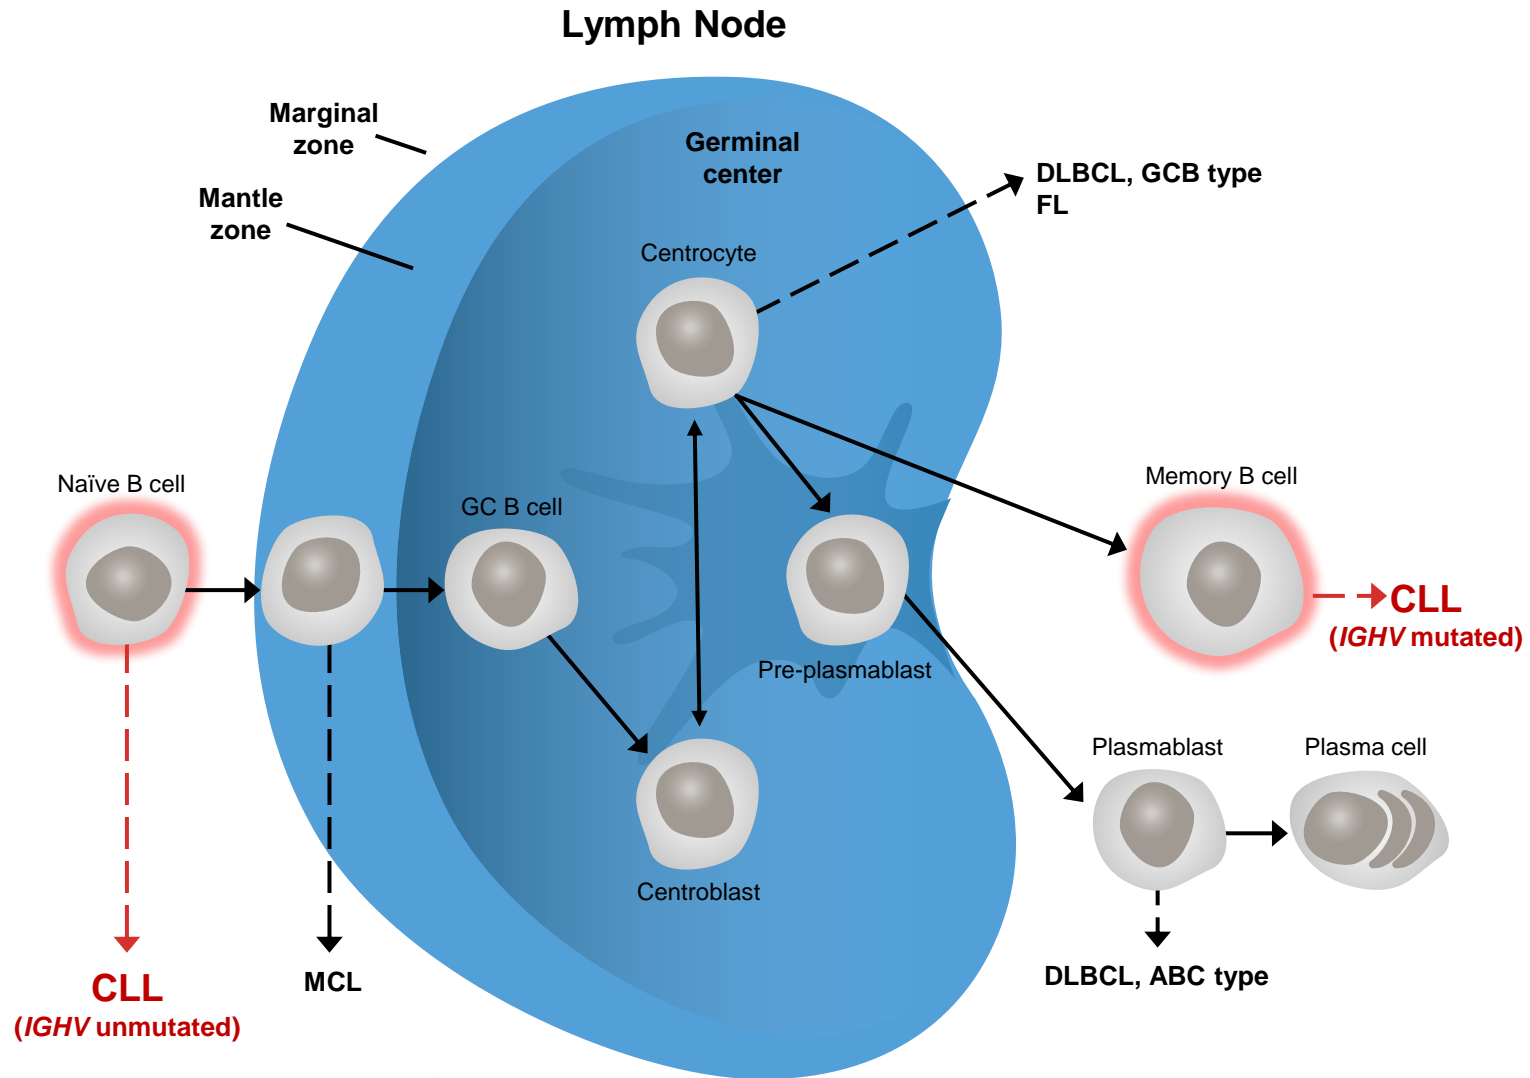 Lymph Node
Marginal
zone
Mantle
zone
Germinal
center
DLBCL, GCB type
FL
Centrocyte
Naïve B cell
GC B cell
Memory B cell
CLL
(IGHV mutated)
Pre-plasmablast
Plasmablast
Plasma cell
Centroblast
CLL
(IGHV unmutated)
MCL
DLBCL, ABC type